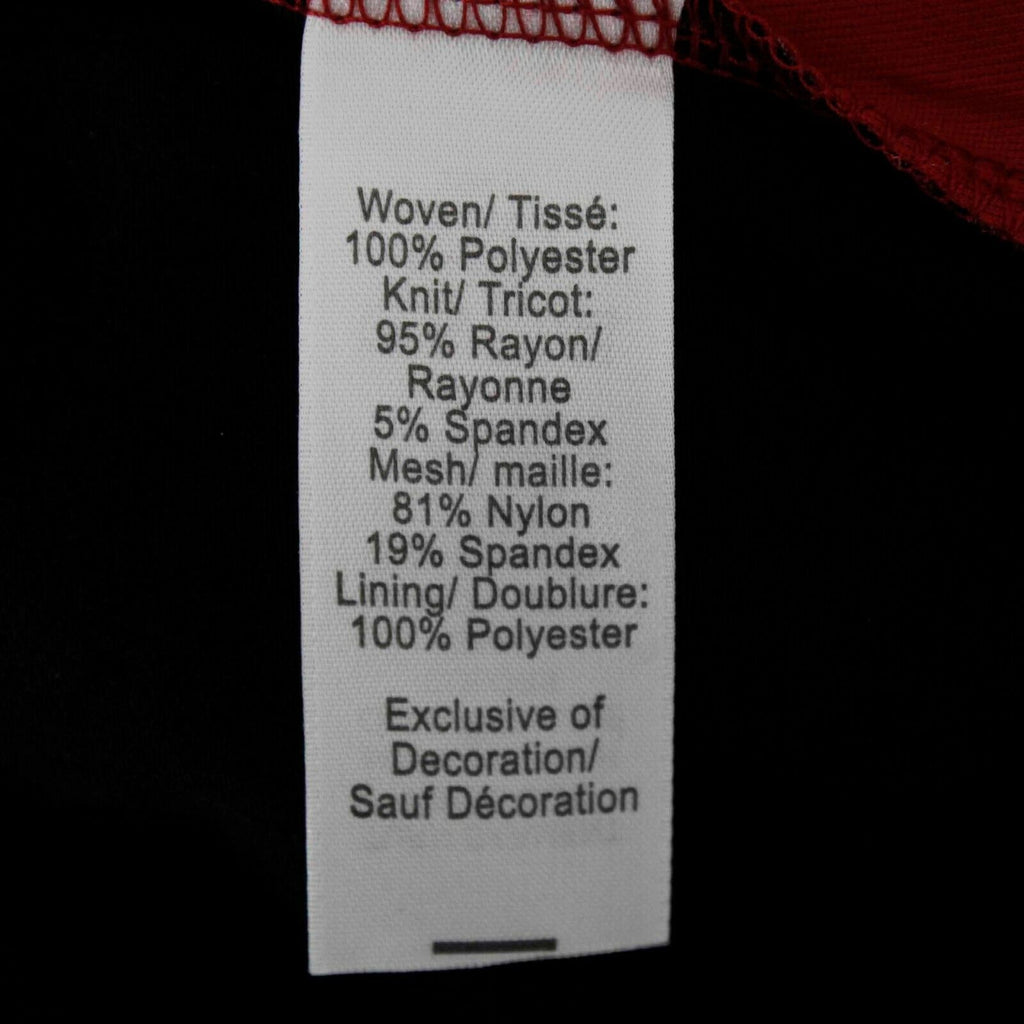 Woven/ Tissé:
100% Polyester
Knit/ Tricot:
95% Rayon/
Rayonne
5% Spandex
Mesh/ maille:
81% Nylon
19% Spandex
Lining/ Doublure:
100% Polyester
Exclusive of
Decoration/
Sauf Décoration